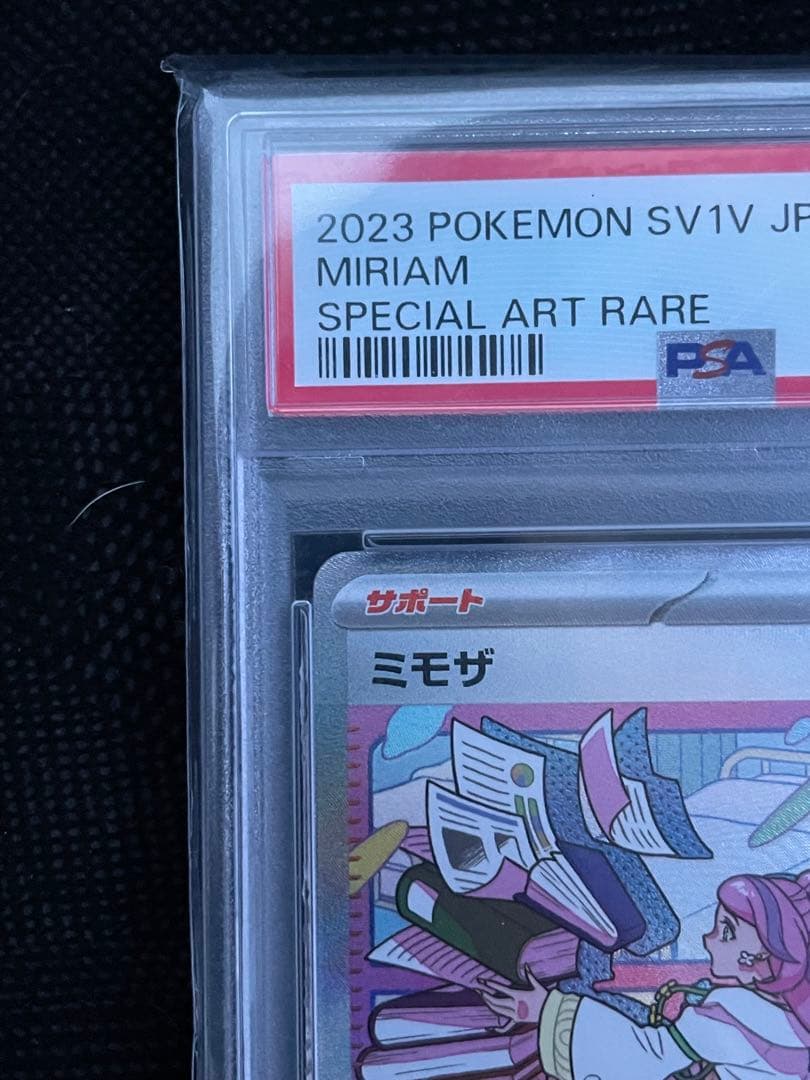 2023 POKEMON SV1V JP
MIRIAM
SPECIAL ART RARE
PSA
サポート
ミモザ